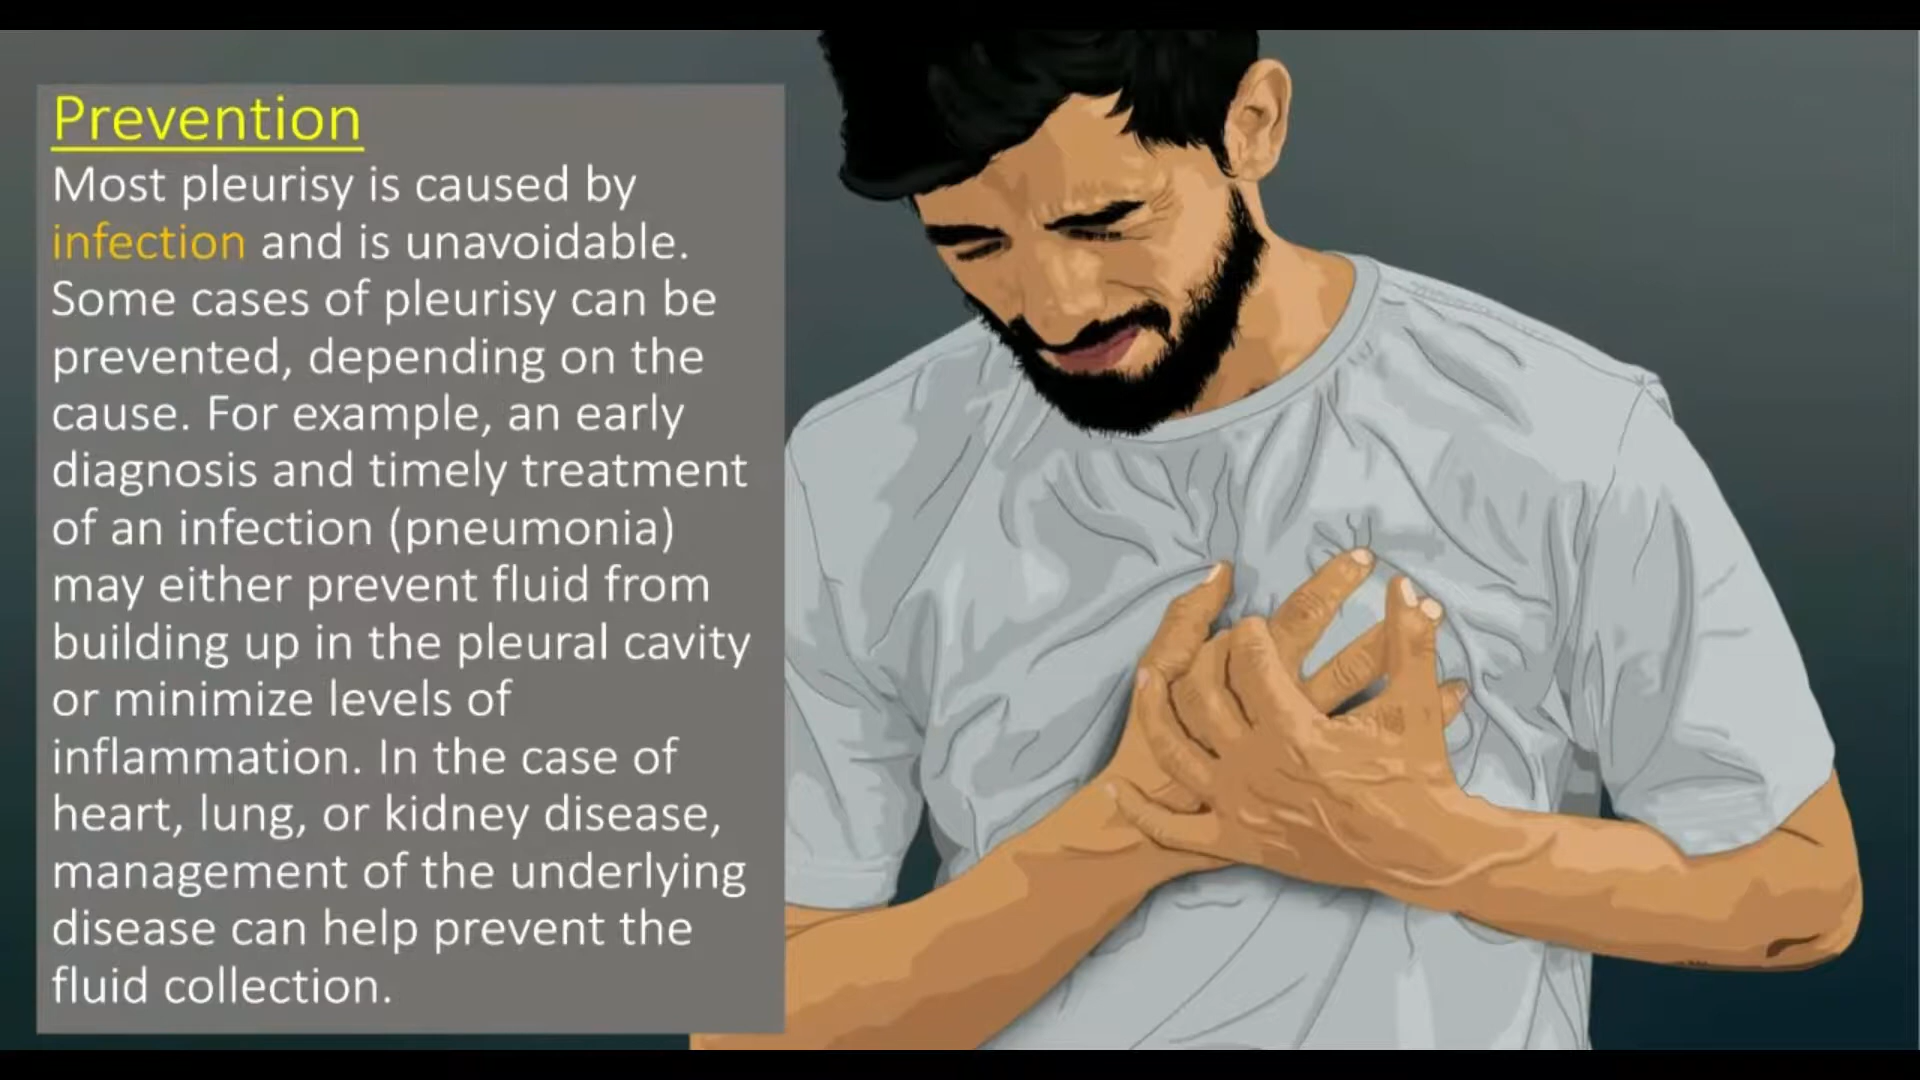 Prevention
Most pleurisy is caused by
infection and is unavoidable.
Some cases of pleurisy can be
prevented, depending on the
cause. For example, an early
diagnosis and timely treatment
of an infection (pneumonia)
may either prevent fluid from
building up in the pleural cavity
or minimize levels of
inflammation. In the case of
heart, lung, or kidney disease,
management of the underlying
disease can help prevent the
fluid collection.